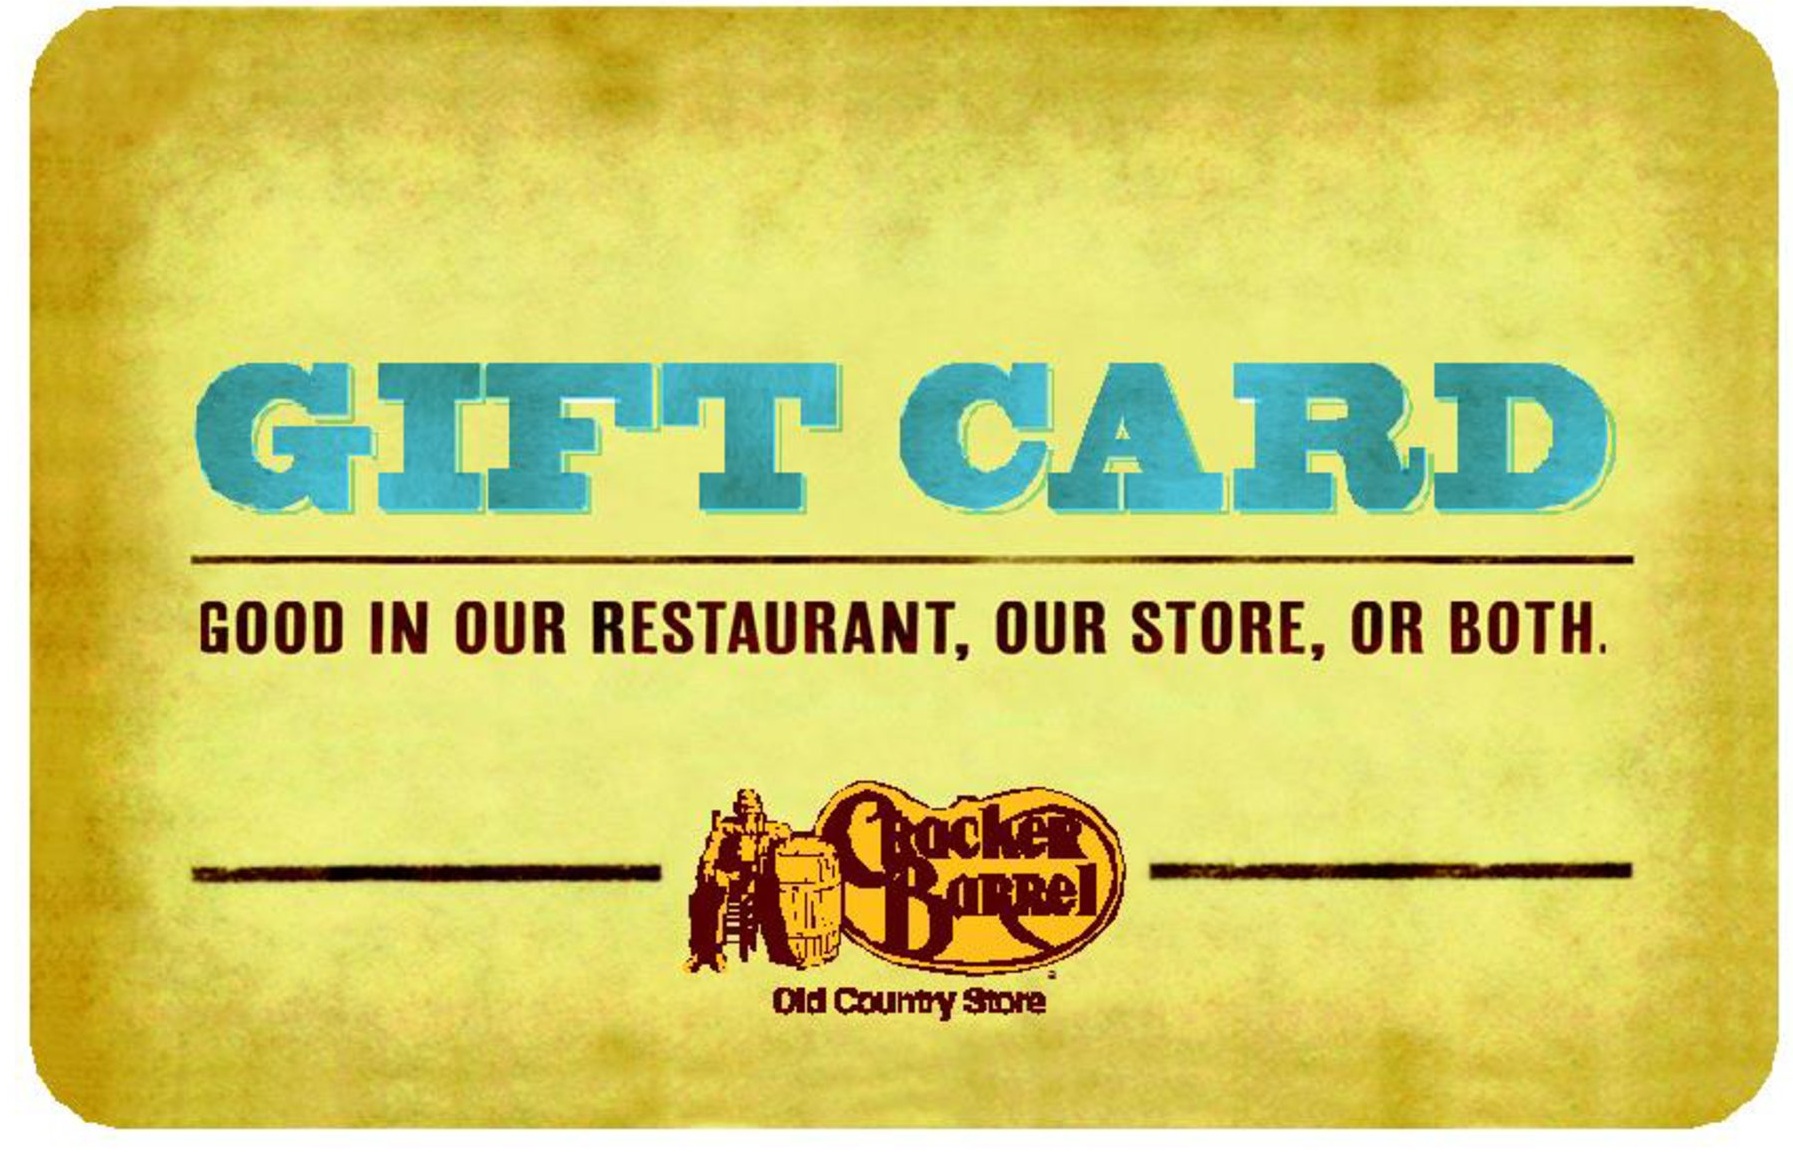 GIFT CARD
GOOD IN OUR RESTAURANT, OUR STORE, OR BOTH.
Cracker
Barrel
Old Country Store